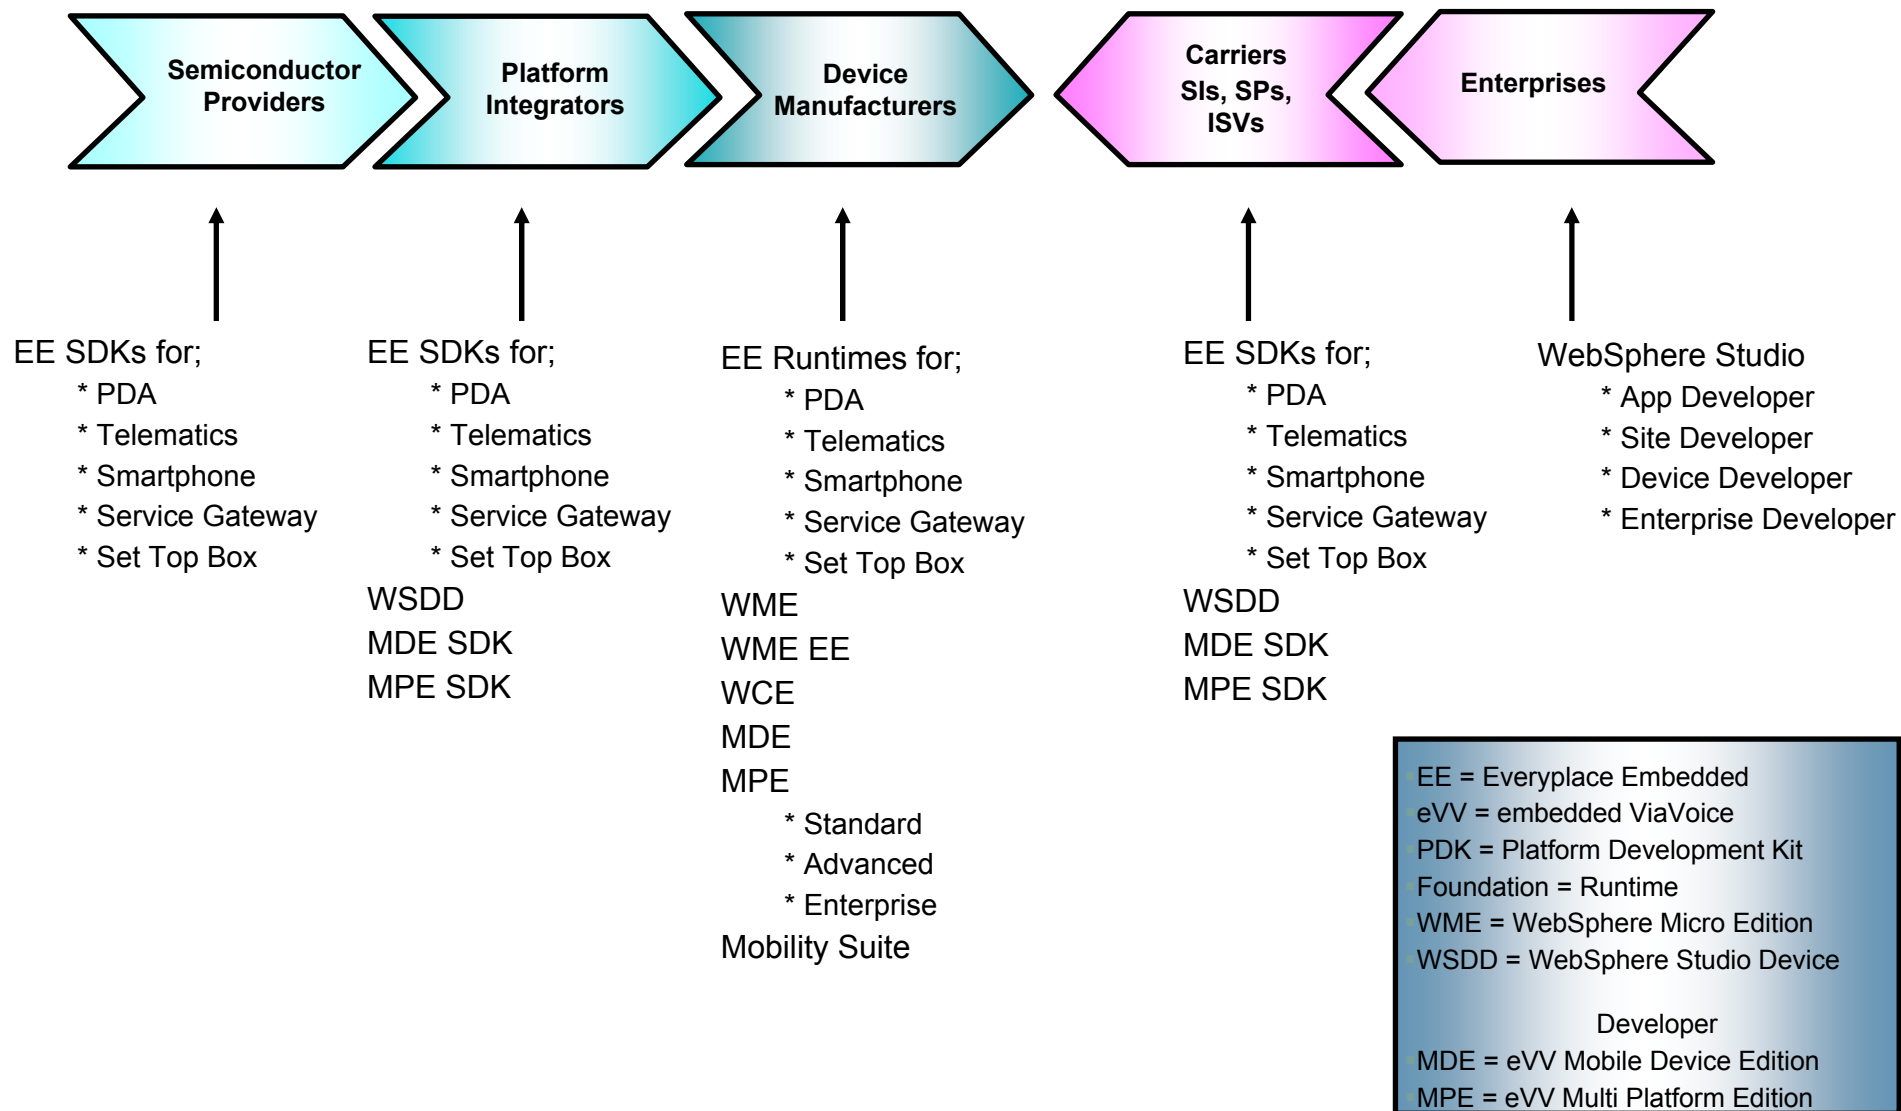 Semiconductor
Providers
Platform
Integrators
Device
Manufacturers
Carriers
SIs, SPs,
ISVs
Enterprises
EE SDKs for;
* PDA
* Telematics
* Smartphone
* Service Gateway
* Set Top Box
EE SDKs for;
* PDA
* Telematics
* Smartphone
* Service Gateway
* Set Top Box
WSDD
MDE SDK
MPE SDK
EE Runtimes for;
* PDA
* Telematics
* Smartphone
* Service Gateway
* Set Top Box
WME
WME EE
WCE
MDE
MPE
* Standard
* Advanced
* Enterprise
Mobility Suite
EE SDKs for;
* PDA
* Telematics
* Smartphone
* Service Gateway
* Set Top Box
WSDD
MDE SDK
MPE SDK
WebSphere Studio
* App Developer
* Site Developer
* Device Developer
* Enterprise Developer
EE = Everyplace Embedded
eVV = embedded ViaVoice
PDK = Platform Development Kit
Foundation = Runtime
WME = WebSphere Micro Edition
WSDD = WebSphere Studio Device
Developer
MDE = eVV Mobile Device Edition
MPE = eVV Multi Platform Edition